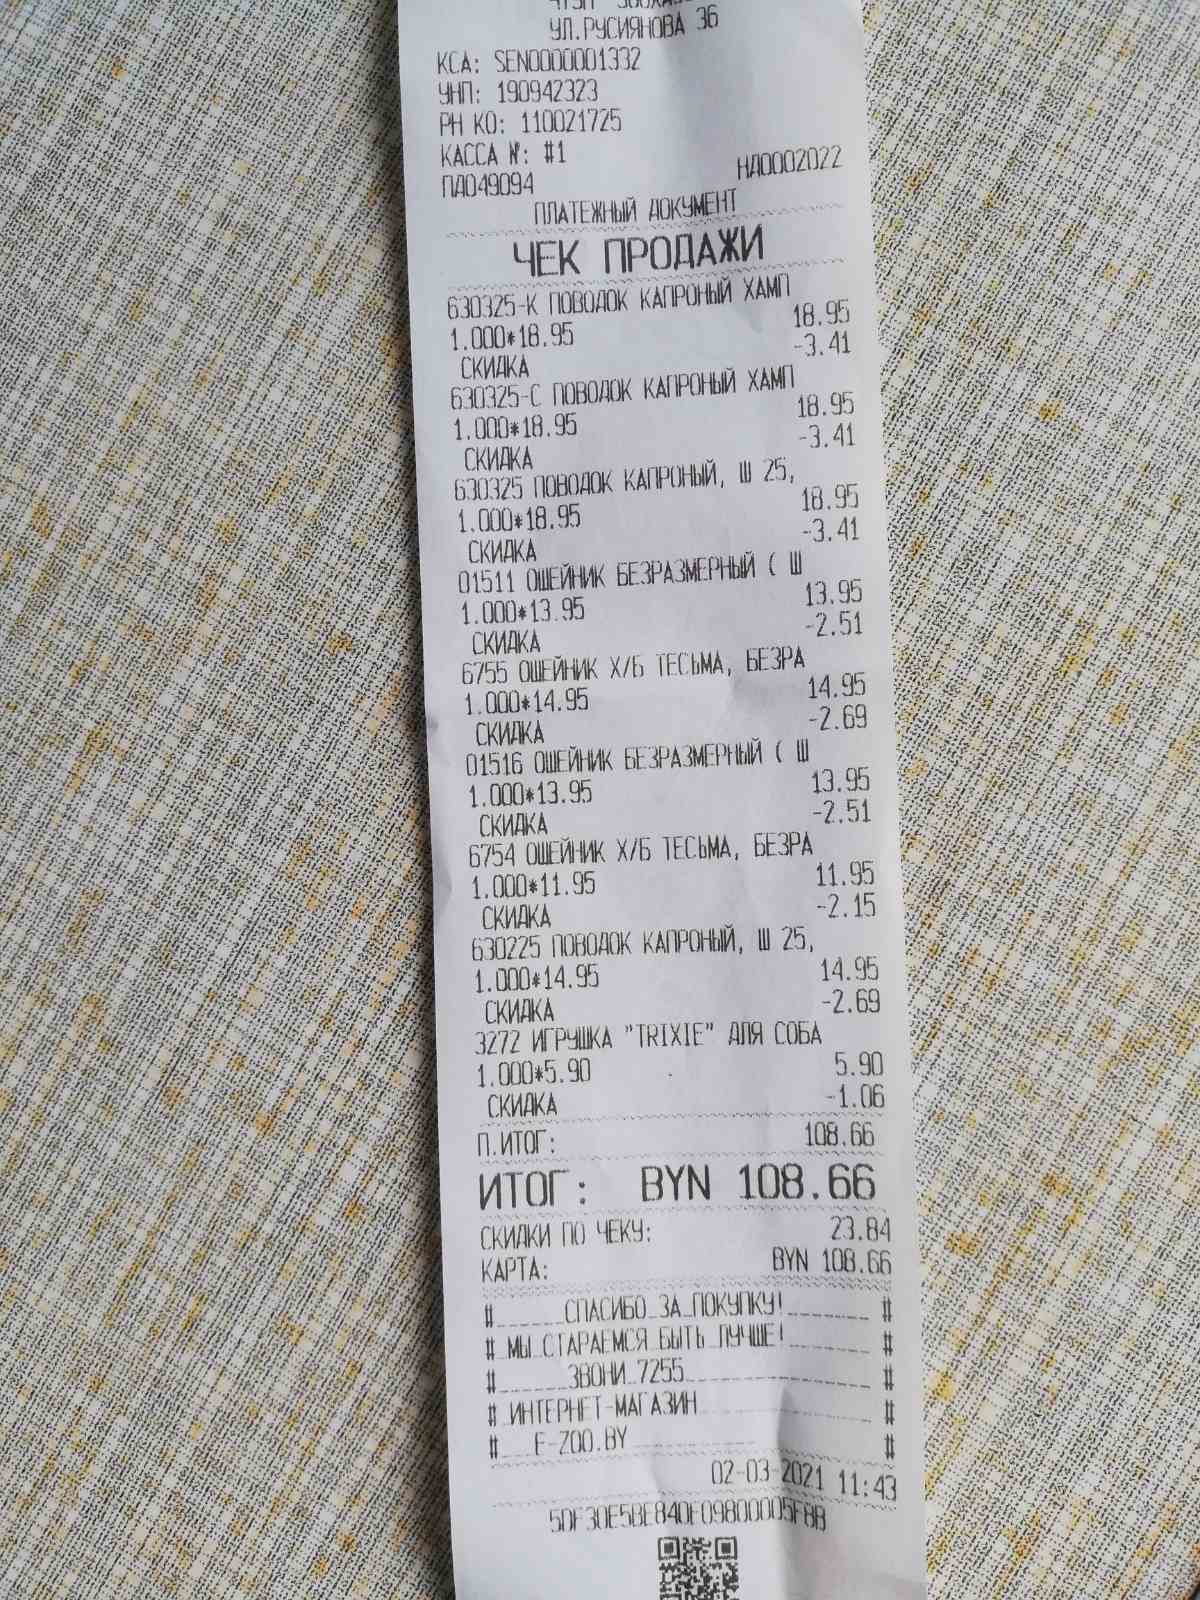 УЛ.РУСИЯНОВА 36
КСА: SEN0000001332
УНП: 190942323
РН КО: 110021725
КАССА №: #1
ПД049094 НД0002022
ПЛАТЕЖНЫЙ ДОКУМЕНТ
ЧЕК ПРОДАЖИ
630325-К ПОВОДОК КАПРОНЫЙ ХАМП
1.000*18.95 18.95
СКИДКА -3.41
630325-С ПОВОДОК КАПРОНЫЙ ХАМП
1.000*18.95 18.95
СКИДКА -3.41
630325 ПОВОДОК КАПРОНЫЙ, Ш 25,
1.000*18.95 18.95
СКИДКА -3.41
01511 ОШЕЙНИК БЕЗРАЗМЕРНЫЙ ( Ш
1.000*13.95 13.95
СКИДКА -2.51
6755 ОШЕЙНИК Х/Б ТЕСЬМА, БЕЗРА
1.000*14.95 14.95
СКИДКА -2.69
01516 ОШЕЙНИК БЕЗРАЗМЕРНЫЙ ( Ш
1.000*13.95 13.95
СКИДКА -2.51
6754 ОШЕЙНИК Х/Б ТЕСЬМА, БЕЗРА
1.000*11.95 11.95
СКИДКА -2.15
630225 ПОВОДОК КАПРОНЫЙ, Ш 25,
1.000*14.95 14.95
СКИДКА -2.69
3272 ИГРУШКА "TRIXIE" ДЛЯ СОБА
1.000*5.90 5.90
СКИДКА -1.06
П.ИТОГ: 108.66
ИТОГ: BYN 108.66
СКИДКИ ПО ЧЕКУ: 23.84
КАРТА: BYN 108.66
#______СПАСИБО_ЗА_ПОКУПКУ!_______#
#_МЫ_СТАРАЕМСЯ_БЫТЬ_ЛУЧШЕ!_______#
#______ЗВОНИ_7255________________#
#_ИНТЕРНЕТ-МАГАЗИН_______________#
#___E-ZOO.BY____________#
02-03-2021 11:43
5DF30E5BE840F09800005F8B